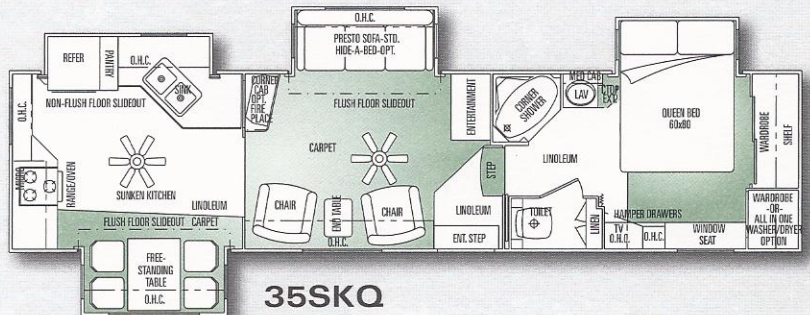 REFER
PANTRY
O.H.C.
SINK
NON-FLUSH FLOOR SLIDEOUT
O.H.C.
MICRO
RANGE/OVEN
SUNKEN KITCHEN
LINOLEUM
FLUSH FLOOR SLIDEOUT
CARPET
FREE-
STANDING
TABLE
O.H.C.
O.H.C.
PRESTO SOFA-STD.
HIDE-A-BED-OPT.
CORNER
CAB
OPT.
FIRE
PLACE
FLUSH FLOOR SLIDEOUT
ENTERTAINMENT
CARPET
CHAIR
END TABLE
O.H.C.
CHAIR
STEP
LINOLEUM
ENT. STEP
CORNER
SHOWER
MED CAB
LAV
EXT.
LINOLEUM
TOILET
LINEN
QUEEN BED
60x80
WARDROBE
SHELF
HAMPER DRAWERS
TV
O.H.C.
O.H.C.
WINDOW
SEAT
WARDROBE
-OR-
ALL IN ONE
WASHER/DRYER
OPTION
35SKQ